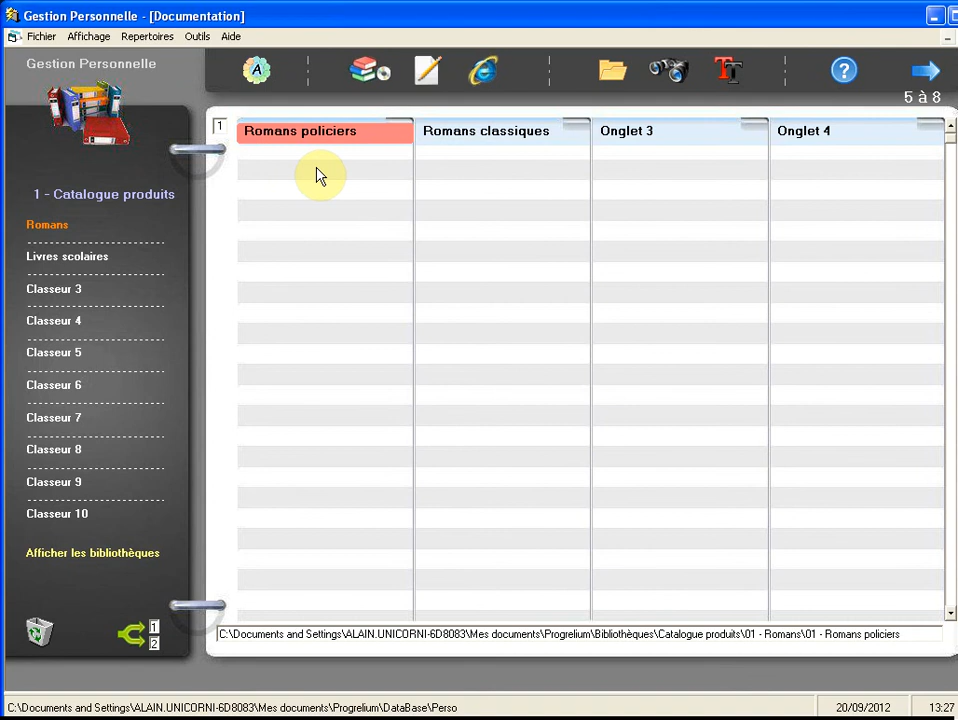 Gestion Personnelle - [Documentation]
Fichier Affichage Repertoires Outils Aide
Gestion Personnelle
A
T
?
5 à 8
1
Romans policiers
Romans classiques
Onglet 3
Onglet 4
1 - Catalogue produits
Romans
Livres scolaires
Classeur 3
Classeur 4
Classeur 5
Classeur 6
Classeur 7
Classeur 8
Classeur 9
Classeur 10
Afficher les bibliothèques
1
2
C:\Documents and Settings\ALAIN.UNICORNI-6D8083\Mes documents\Progrelium\Bibliothèques\Catalogue produits\01 - Romans\01 - Romans policiers
C:\Documents and Settings\ALAIN.UNICORNI-6D8083\Mes documents\Progrelium\DataBase\Perso
20/09/2012
13:27